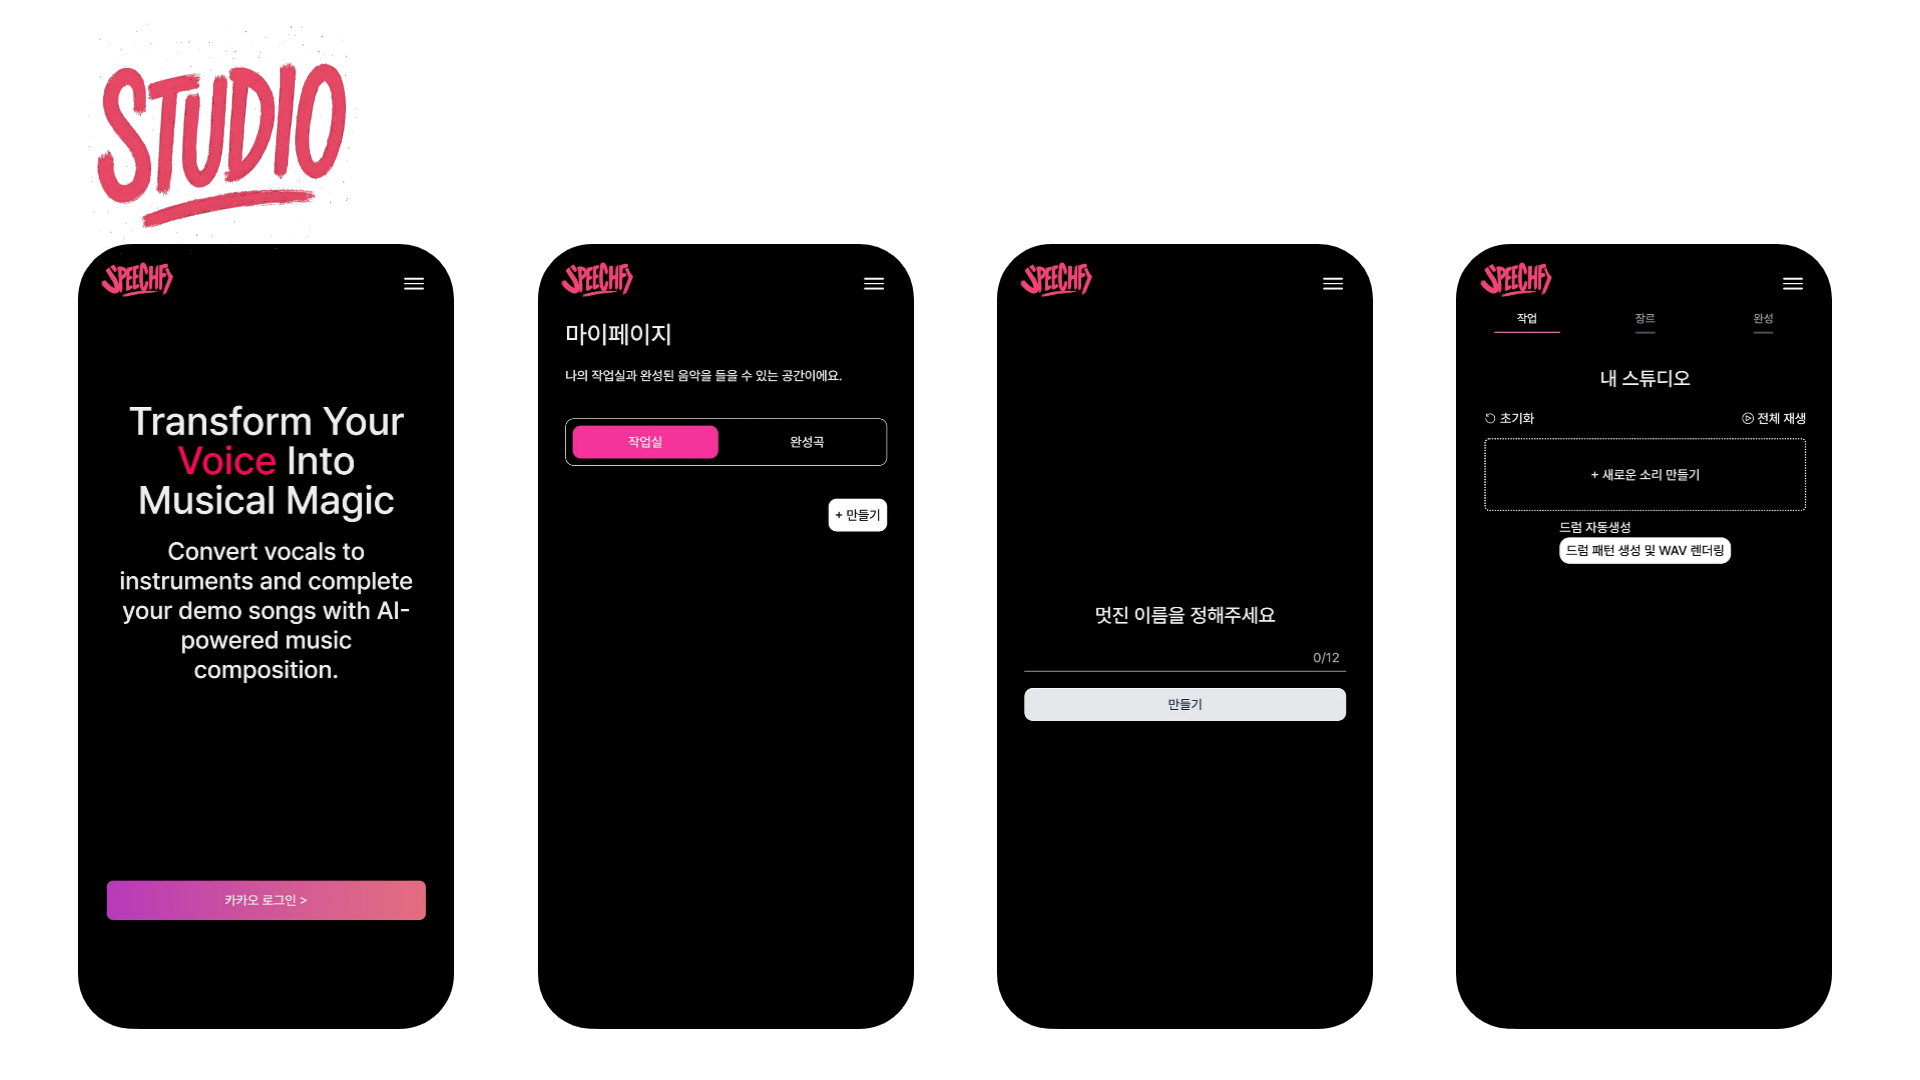 STUDIO
SPEECHFY
Transform Your
Voice Into
Musical Magic
Convert vocals to
instruments and complete
your demo songs with AI-
powered music
composition.
카카오 로그인 >
SPEECHFY
마이페이지
나의 작업실과 완성된 음악을 들을 수 있는 공간이에요.
작업실 완성곡
+ 만들기
SPEECHFY
멋진 이름을 정해주세요
0/12
만들기
SPEECHFY
작업 장르 완성
내 스튜디오
초기화 전체 재생
+ 새로운 소리 만들기
드럼 자동생성
드럼 패턴 생성 및 WAV 렌더링